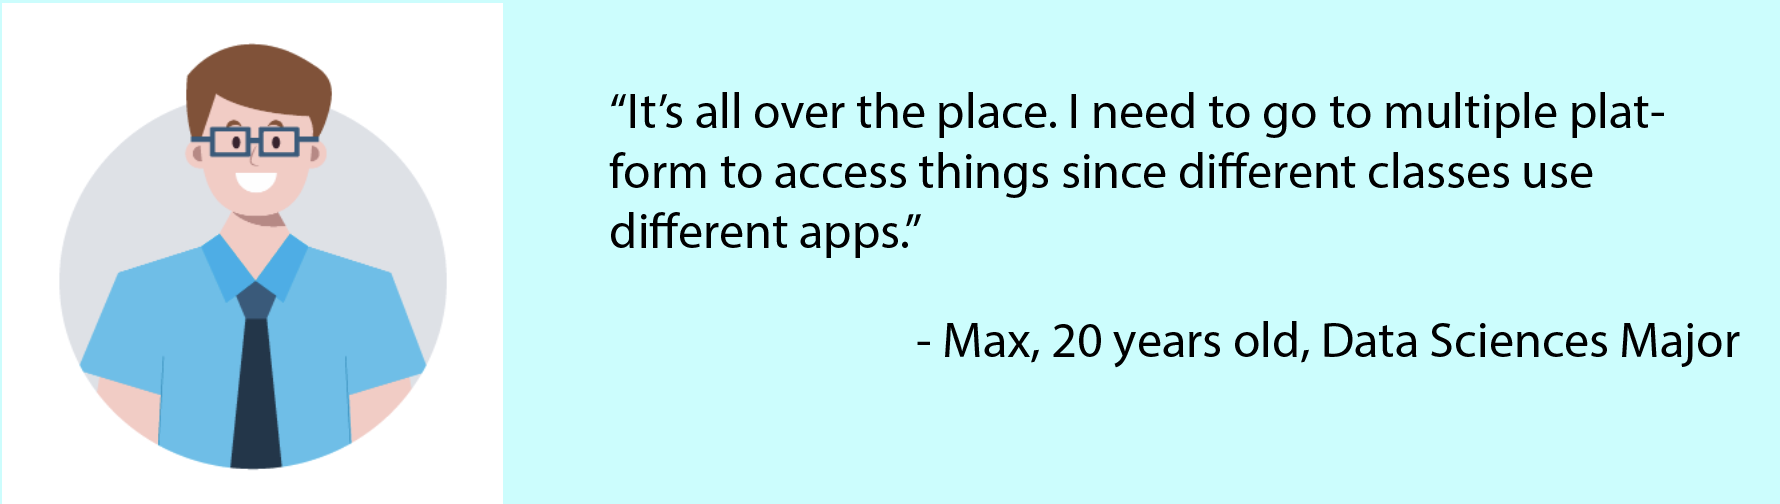 “It’s all over the place. I need to go to multiple plat-
form to access things since different classes use
different apps.”
- Max, 20 years old, Data Sciences Major